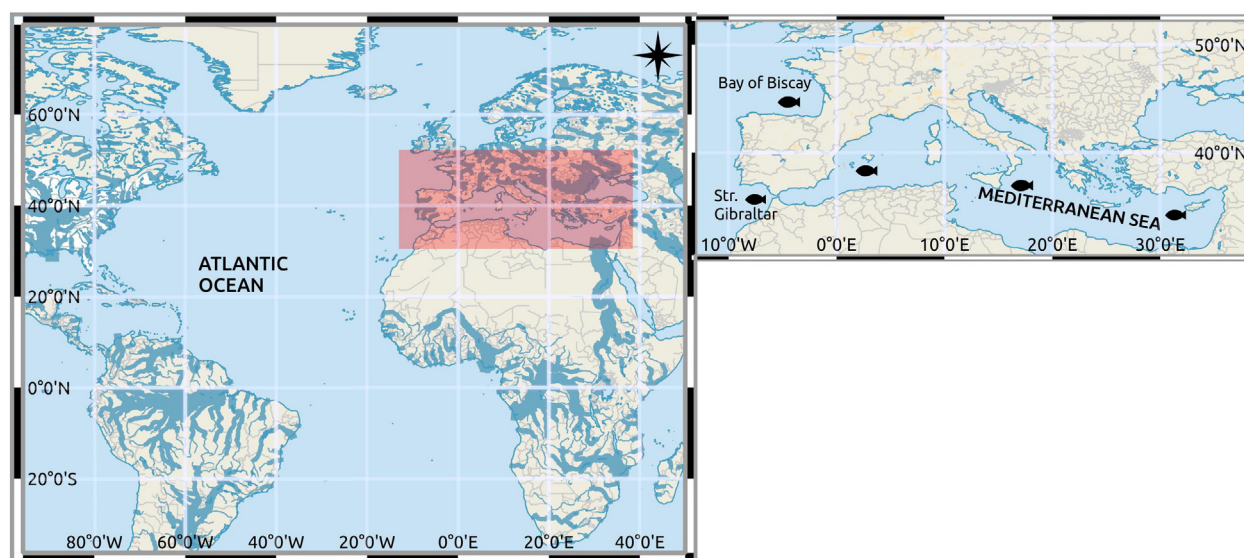 60°0'N
40°0'N
ATLANTIC
OCEAN
20°0'N
0°0'N
20°0'S
80°0'W 60°0'W 40°0'W 20°0'W 0°0'E 20°0'E 40°0'E
50°0'N
Bay of Biscay
40°0'N
Str.
Gibraltar
MEDITERRANEAN SEA
10°0'W 0°0'E 10°0'E 20°0'E 30°0'E